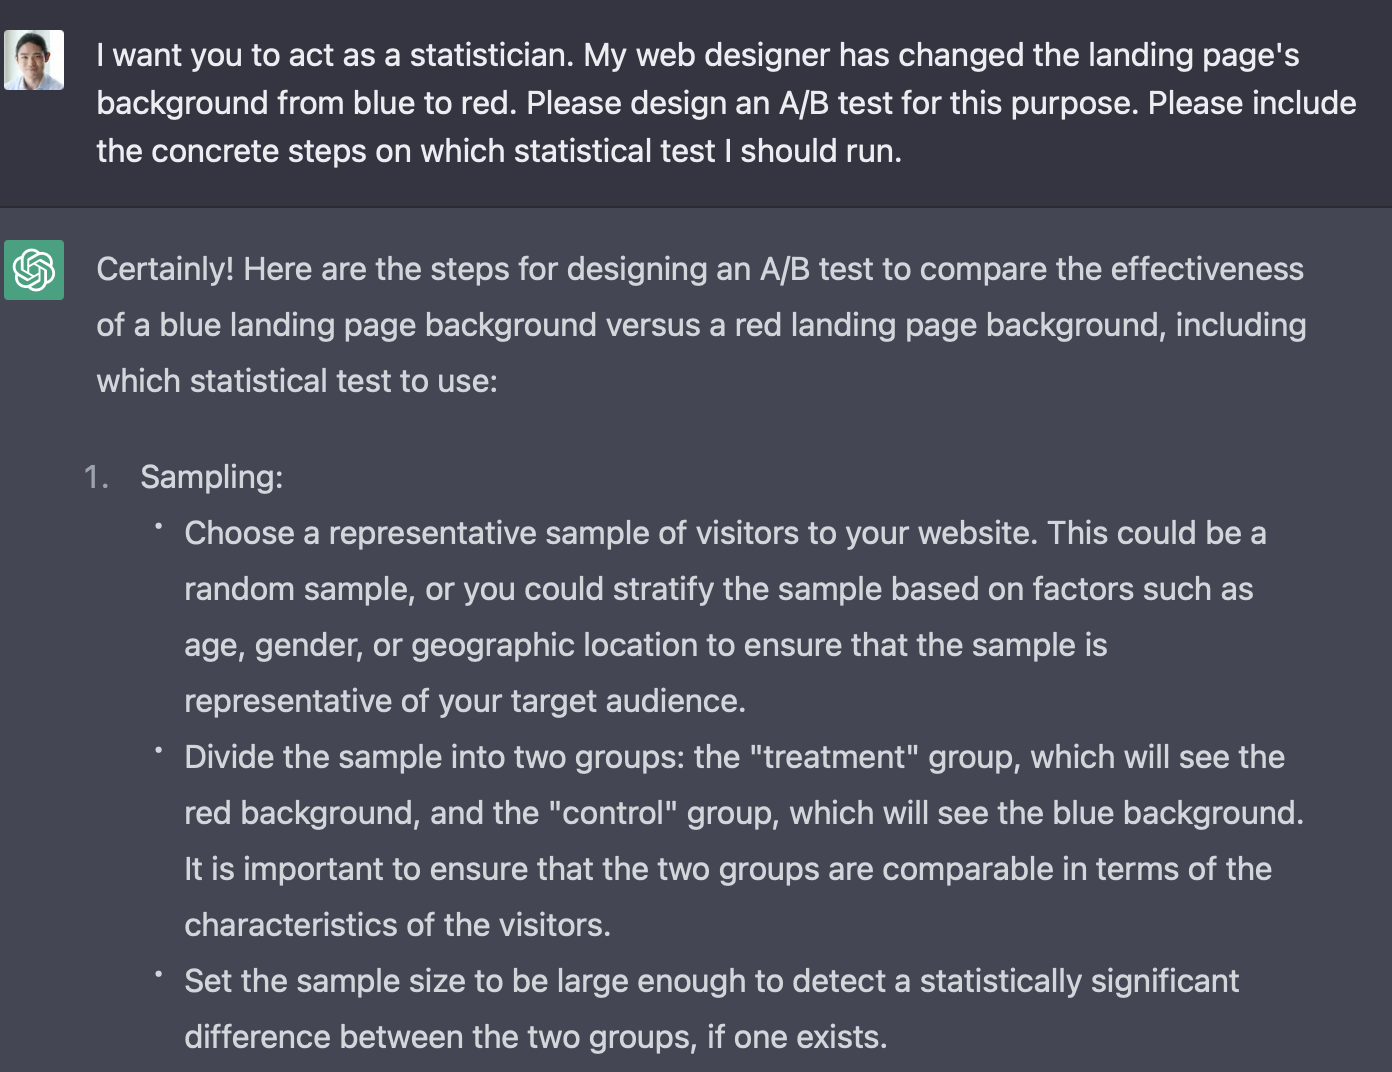 I want you to act as a statistician. My web designer has changed the landing page's
background from blue to red. Please design an A/B test for this purpose. Please include
the concrete steps on which statistical test I should run.
Certainly! Here are the steps for designing an A/B test to compare the effectiveness
of a blue landing page background versus a red landing page background, including
which statistical test to use:
1. Sampling:
• Choose a representative sample of visitors to your website. This could be a
random sample, or you could stratify the sample based on factors such as
age, gender, or geographic location to ensure that the sample is
representative of your target audience.
• Divide the sample into two groups: the "treatment" group, which will see the
red background, and the "control" group, which will see the blue background.
It is important to ensure that the two groups are comparable in terms of the
characteristics of the visitors.
• Set the sample size to be large enough to detect a statistically significant
difference between the two groups, if one exists.